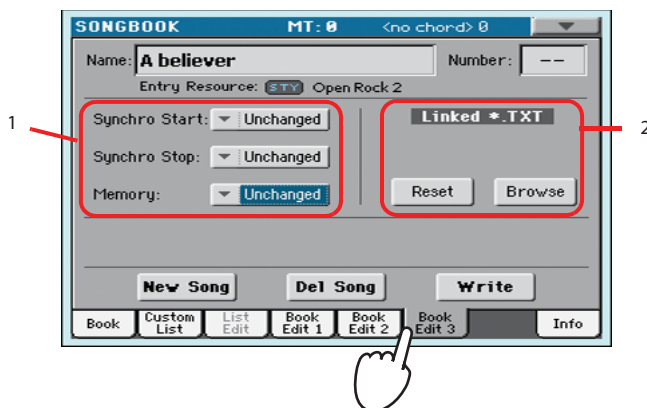 SONGBOOK MT: 0 <no chord> 0
Name: A believer Number: --
Entry Resource: STY Open Rock 2
1 Synchro Start: Unchanged Linked *.TXT 2
Synchro Stop: Unchanged
Memory: Unchanged Reset Browse
New Song Del Song Write
Book Custom List List Edit Book Edit 1 Book Edit 2 Book Edit 3 Info